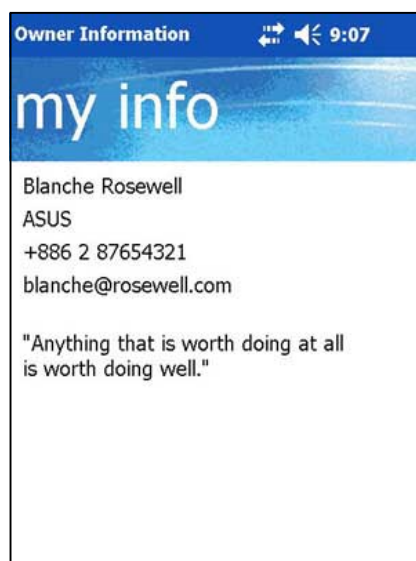 Owner Information 9:07
my info
Blanche Rosewell
ASUS
+886 2 87654321
blanche@rosewell.com
"Anything that is worth doing at all
is worth doing well."